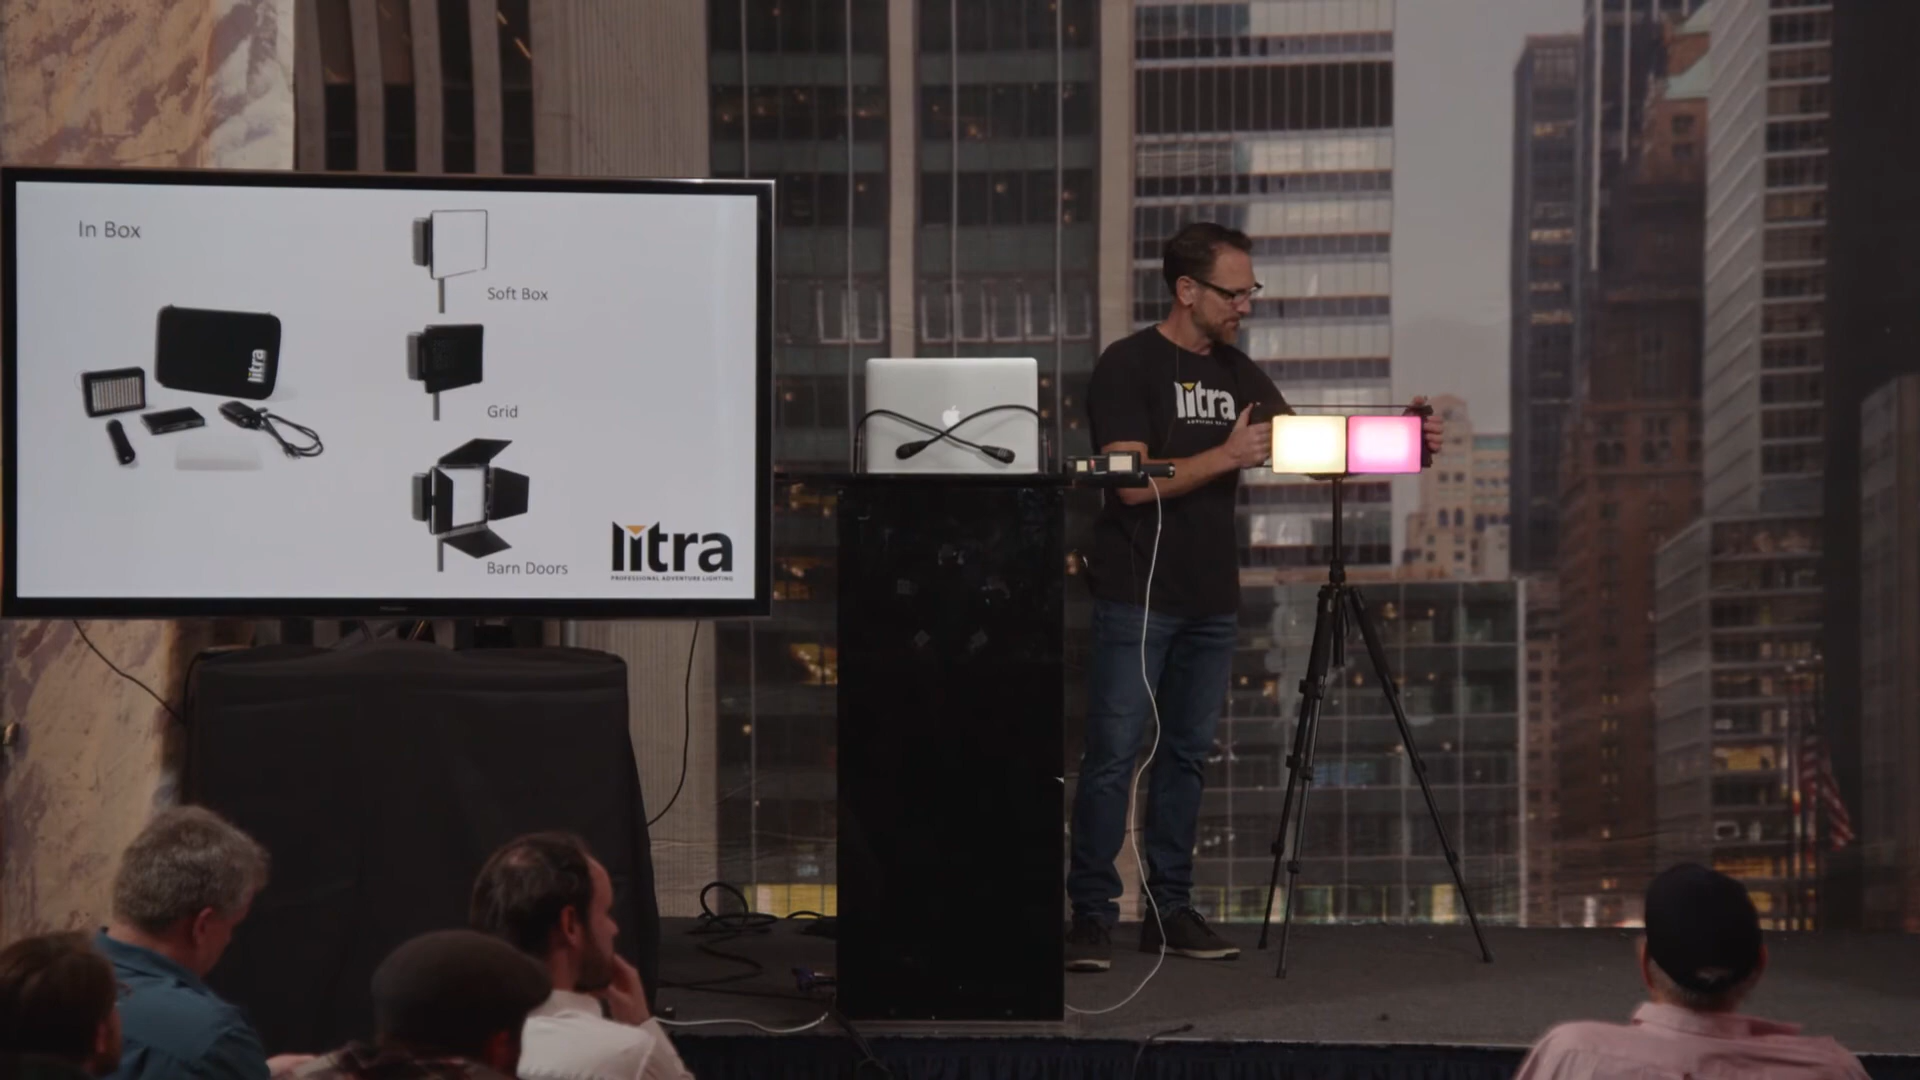 In Box
Soft Box
litra
Grid
Barn Doors
litra
PROFESSIONAL ADVENTURE LIGHTING
litra